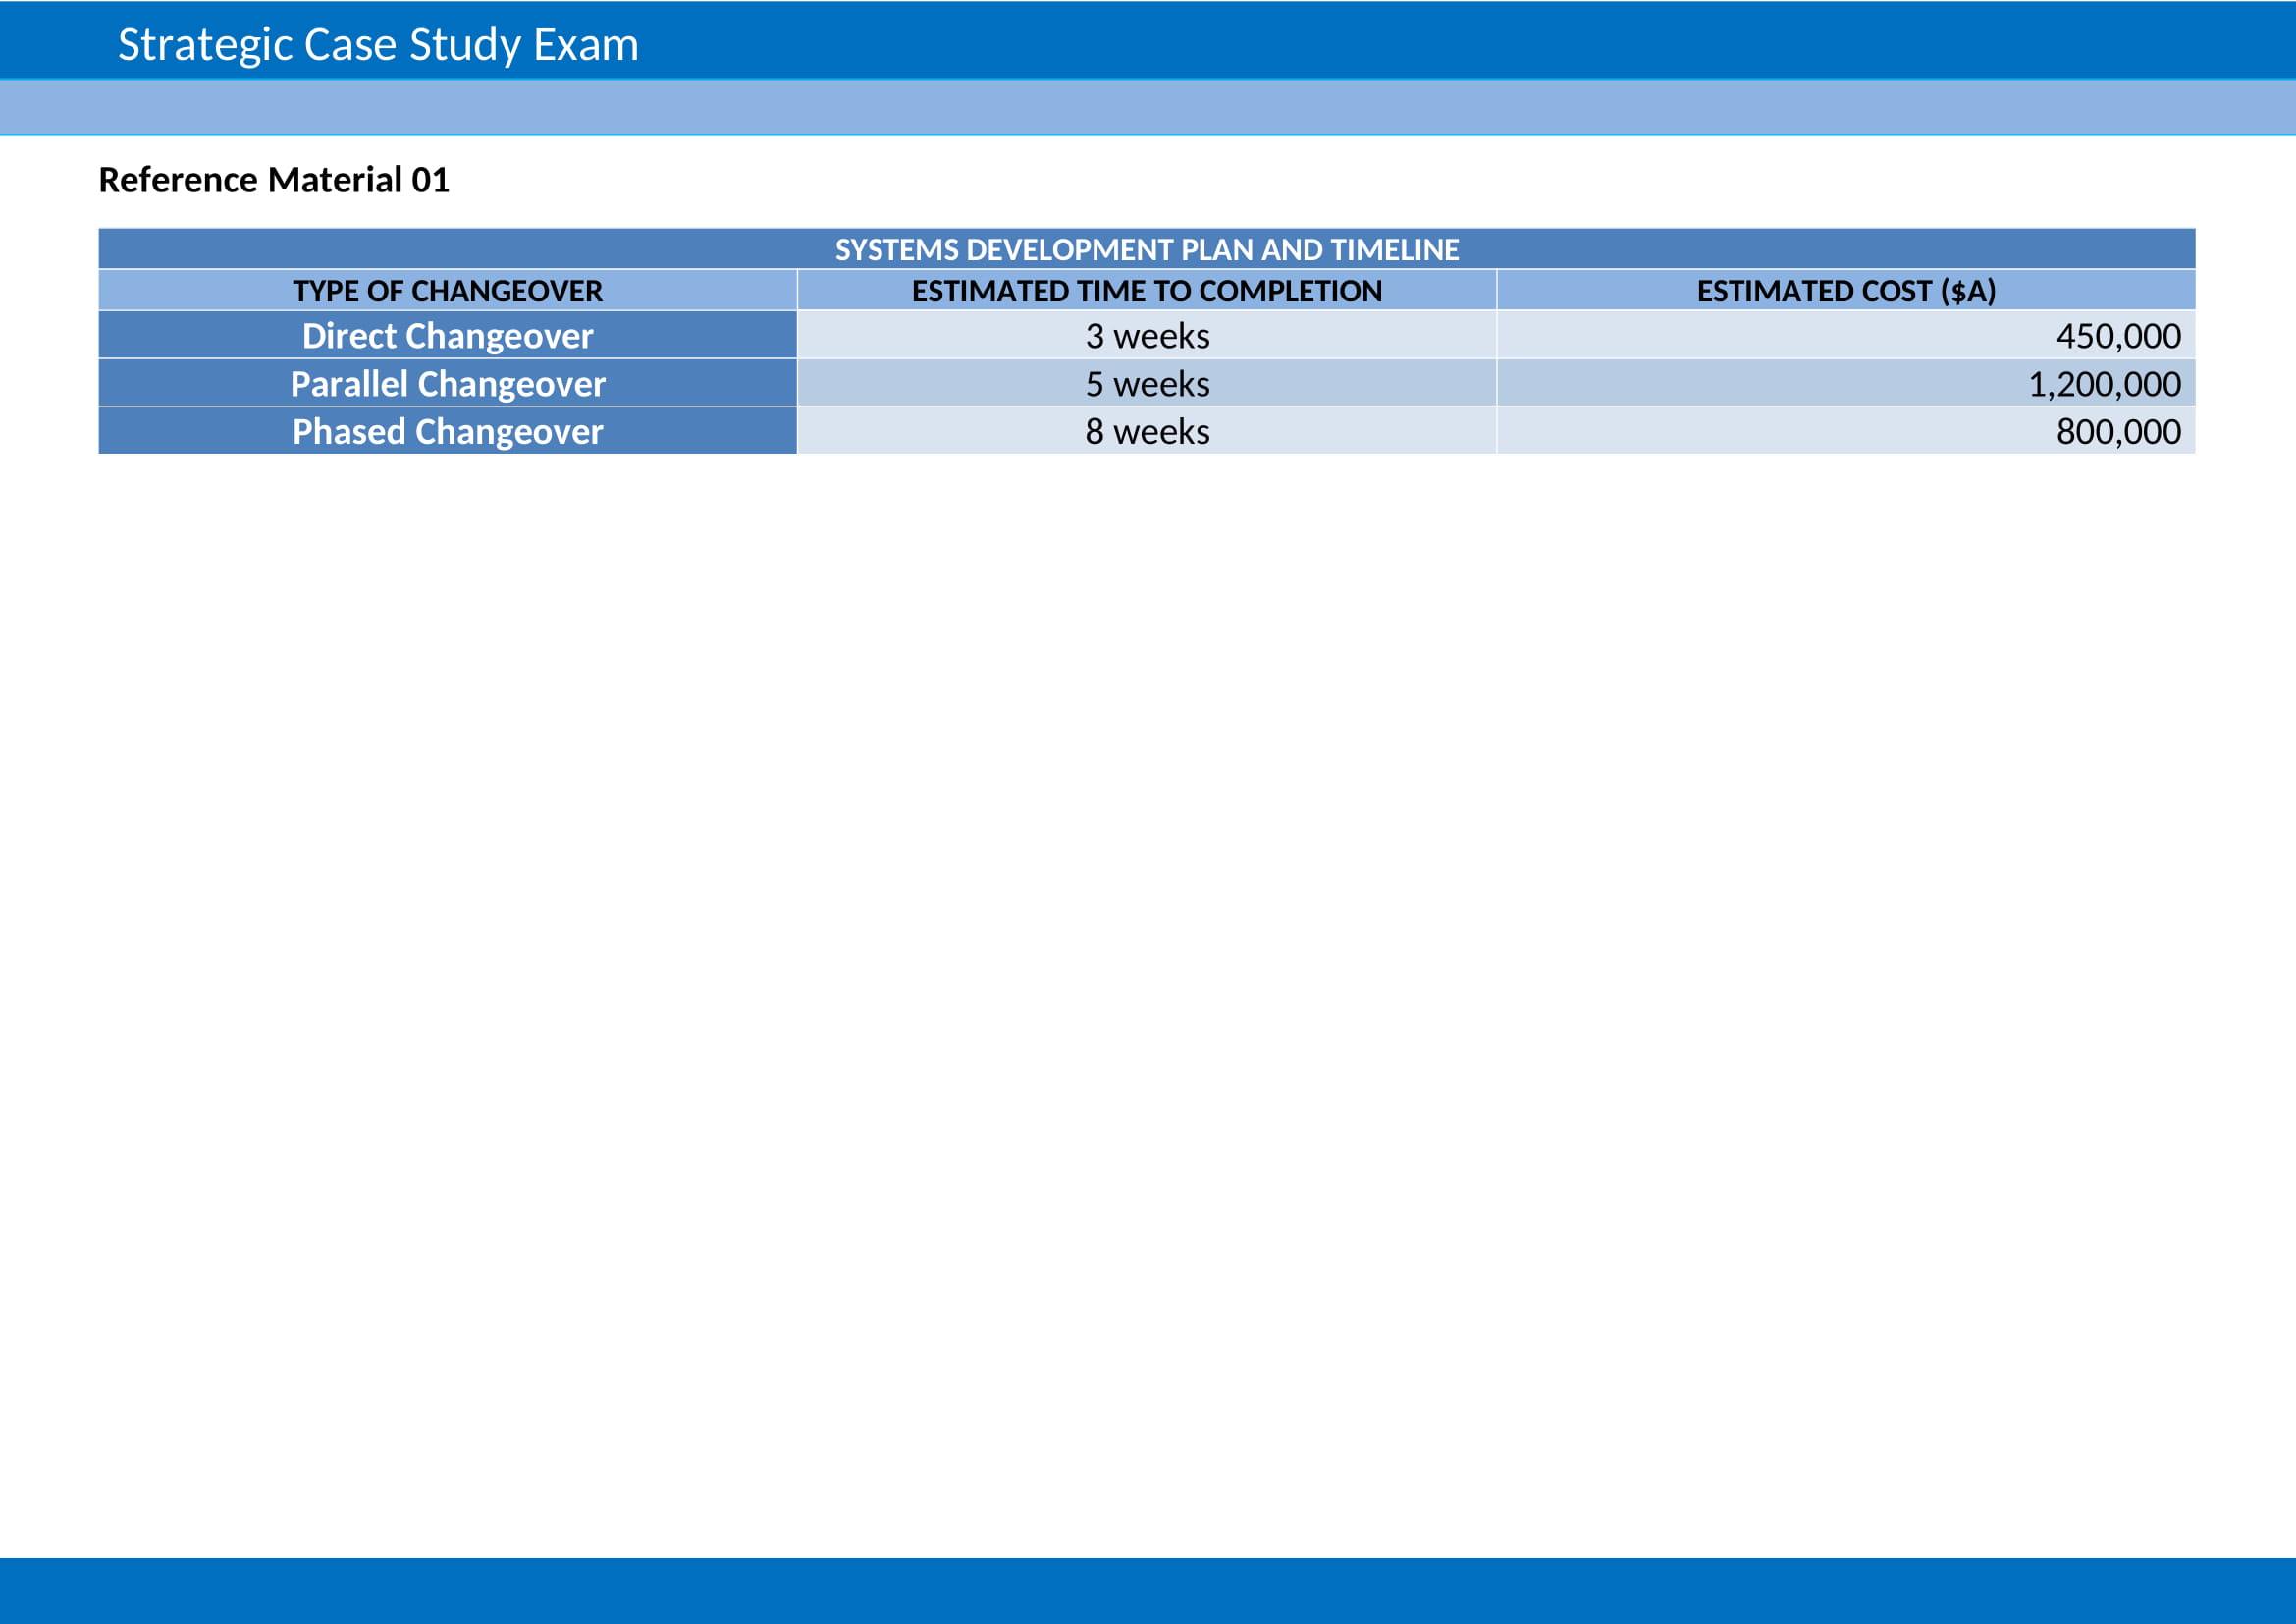 Strategic Case Study Exam
Reference Material 01
SYSTEMS DEVELOPMENT PLAN AND TIMELINE
TYPE OF CHANGEOVER ESTIMATED TIME TO COMPLETION ESTIMATED COST ($A)
Direct Changeover 3 weeks 450,000
Parallel Changeover 5 weeks 1,200,000
Phased Changeover 8 weeks 800,000